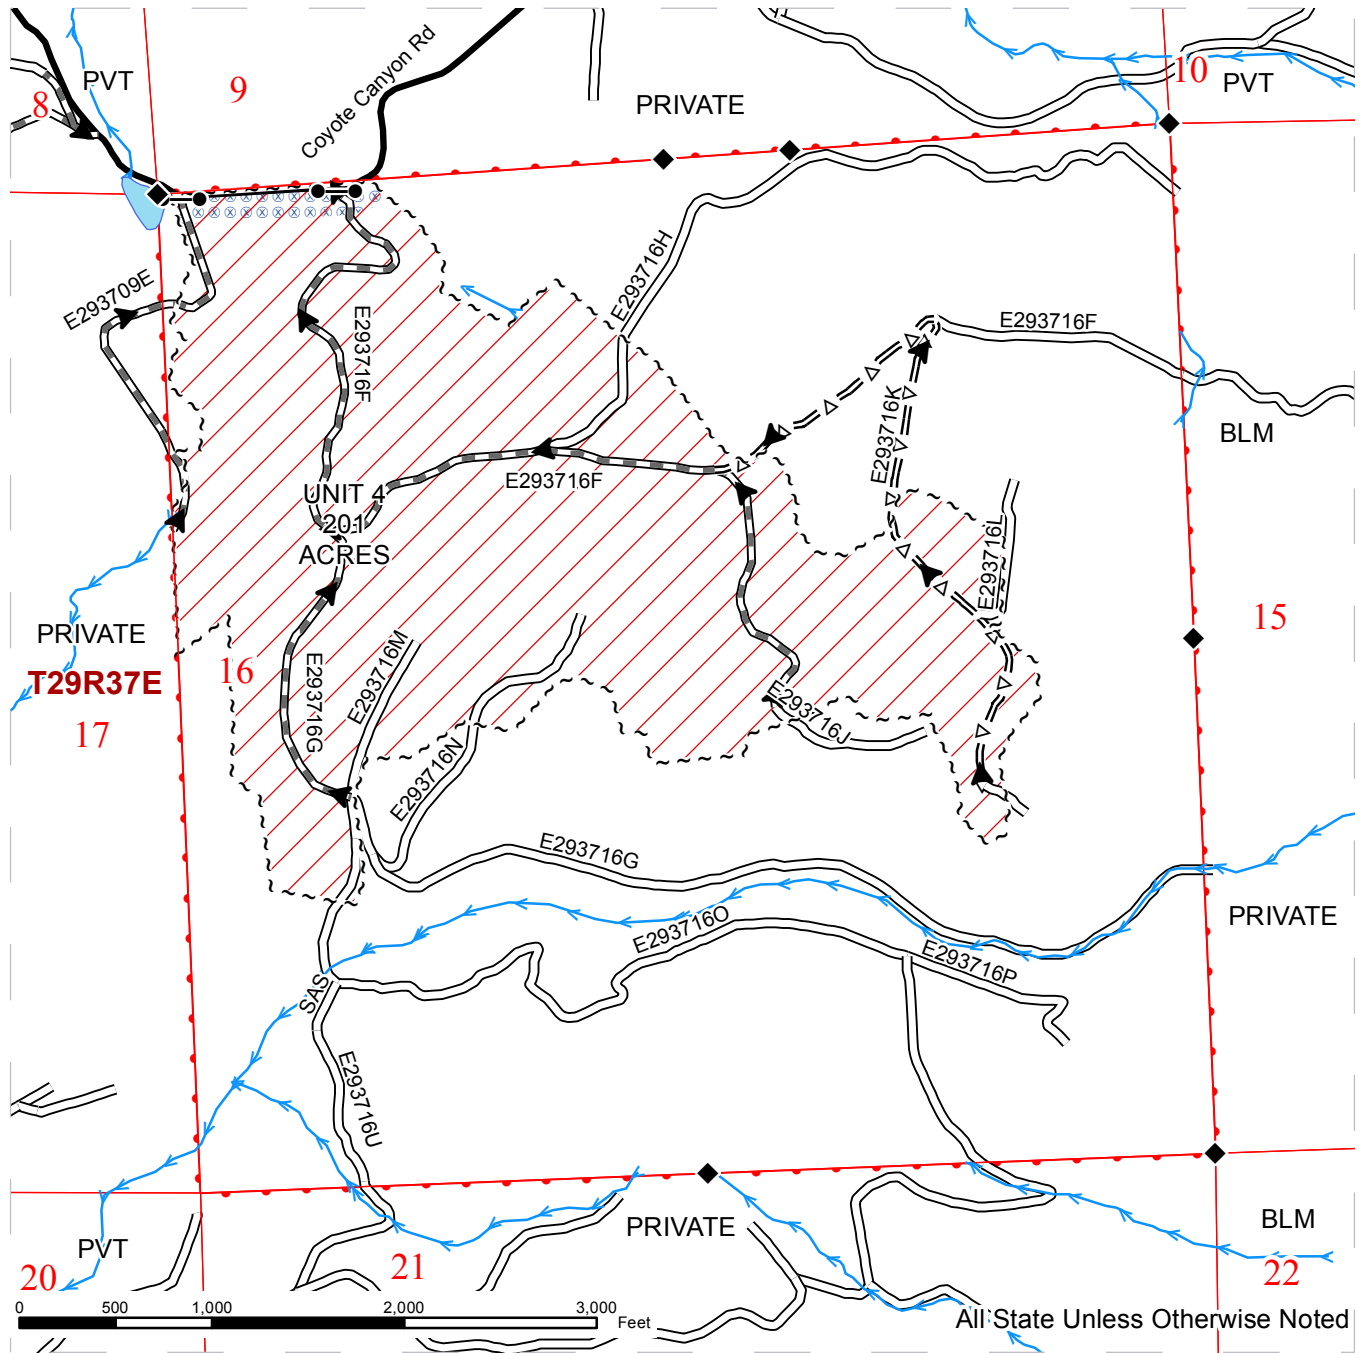 PVT
9
8
Coyote Canyon Rd
PRIVATE
10
PVT
E293709E
E293716F
E293716H
E293716F
E293716K
BLM
E293716F
UNIT 4
201
ACRES
E293716L
PRIVATE
T29R37E
17
16
E293716G
E293716M
E293716N
E293716J
15
E293716G
PRIVATE
E293716O
E293716P
SAS
E293716U
PVT
20
21
PRIVATE
BLM
22
0 500 1,000 2,000 3,000
Feet
All State Unless Otherwise Noted